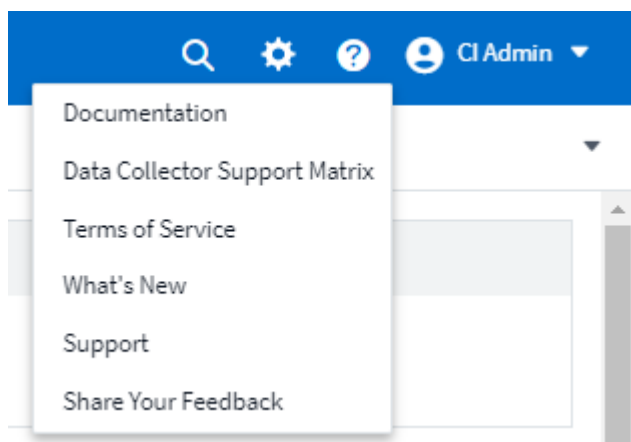 CI Admin
Documentation
Data Collector Support Matrix
Terms of Service
What's New
Support
Share Your Feedback